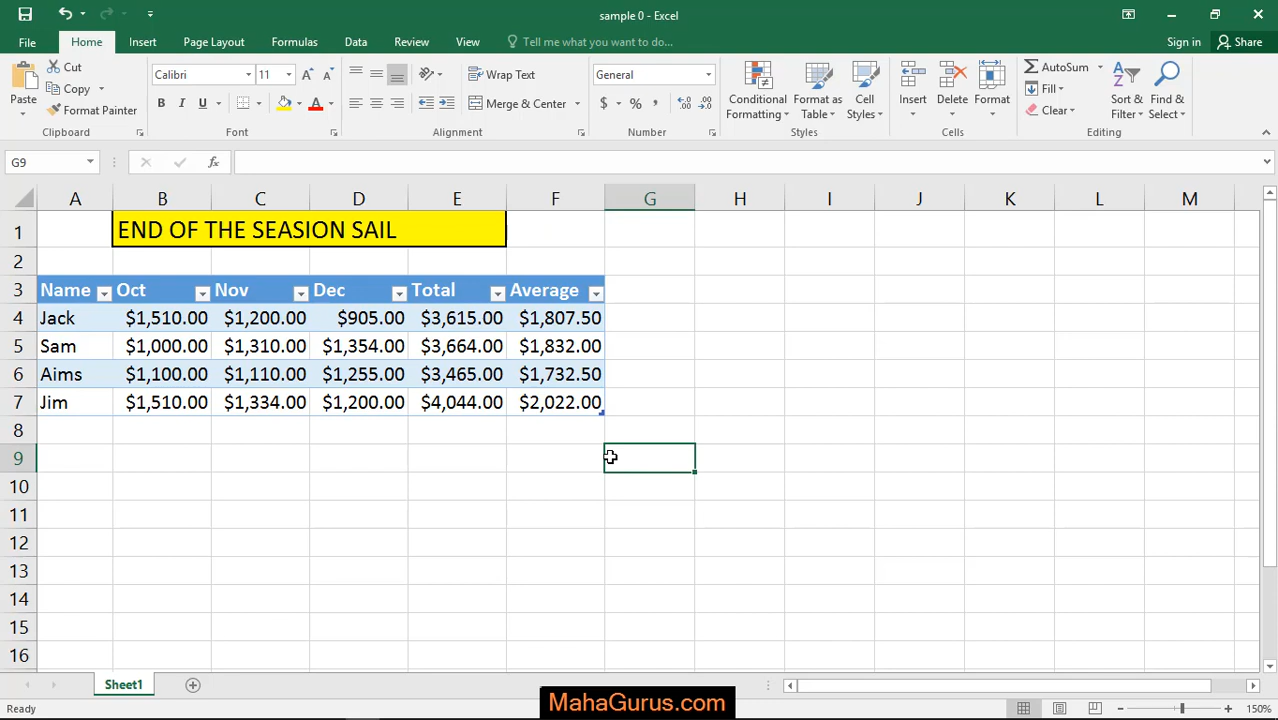 sample 0 - Excel
File Home Insert Page Layout Formulas Data Review View Tell me what you want to do... Sign in Share
Paste Cut Copy Format Painter Clipboard
Calibri 11 A A B I U A Font
Wrap Text Merge & Center Alignment
General $ % , Number
Conditional Formatting Format as Table Cell Styles Styles
Insert Delete Format Cells
AutoSum Fill Clear Sort & Filter Find & Select Editing
G9 fx
A B C D E F G H I J K L M
1 END OF THE SEASION SAIL
2
3 Name Oct Nov Dec Total Average
4 Jack $1,510.00 $1,200.00 $905.00 $3,615.00 $1,807.50
5 Sam $1,000.00 $1,310.00 $1,354.00 $3,664.00 $1,832.00
6 Aims $1,100.00 $1,110.00 $1,255.00 $3,465.00 $1,732.50
7 Jim $1,510.00 $1,334.00 $1,200.00 $4,044.00 $2,022.00
8
9
10
11
12
13
14
15
16
Sheet1
Ready MahaGurus.com 150%